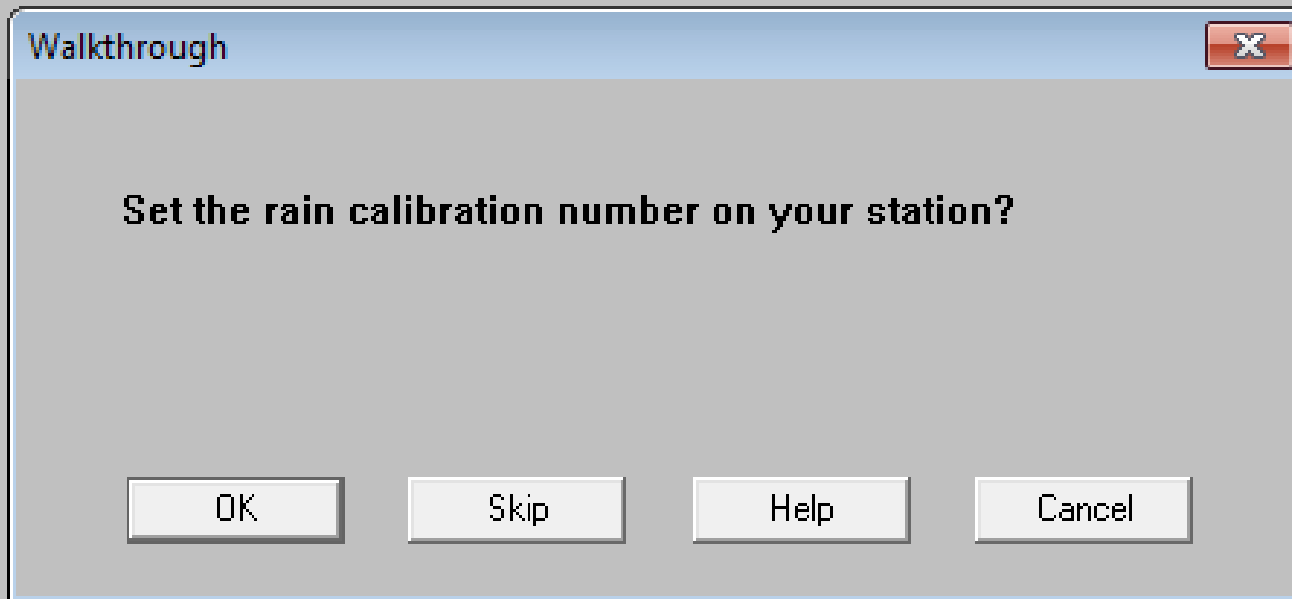 Walkthrough
Set the rain calibration number on your station?
OK Skip Help Cancel